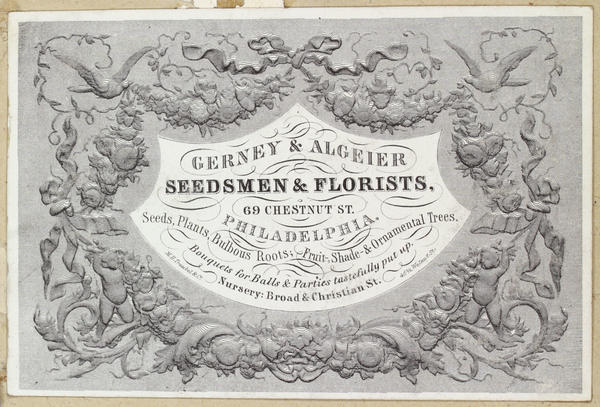 GERNEY & ALGEIER
SEEDSMEN & FLORISTS,
69 CHESTNUT ST.
PHILADELPHIA.
Seeds, Plants, Bulbous Roots; Fruit-, Shade- & Ornamental Trees,
Bouquets for Balls & Parties tastefully put up.
Nursery: Broad & Christian St.